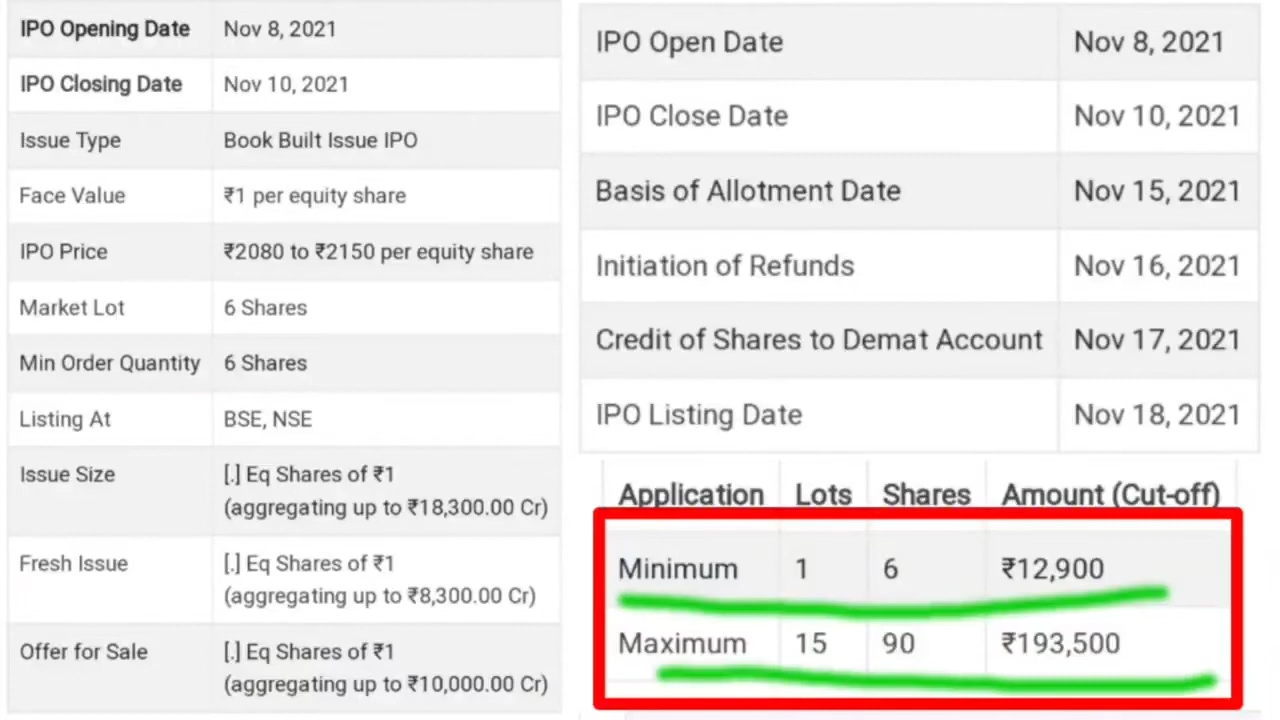 IPO Opening Date Nov 8, 2021
IPO Closing Date Nov 10, 2021
Issue Type Book Built Issue IPO
Face Value ₹1 per equity share
IPO Price ₹2080 to ₹2150 per equity share
Market Lot 6 Shares
Min Order Quantity 6 Shares
Listing At BSE, NSE
Issue Size [.] Eq Shares of ₹1
(aggregating up to ₹18,300.00 Cr)
Fresh Issue [.] Eq Shares of ₹1
(aggregating up to ₹8,300.00 Cr)
Offer for Sale [.] Eq Shares of ₹1
(aggregating up to ₹10,000.00 Cr)
IPO Open Date Nov 8, 2021
IPO Close Date Nov 10, 2021
Basis of Allotment Date Nov 15, 2021
Initiation of Refunds Nov 16, 2021
Credit of Shares to Demat Account Nov 17, 2021
IPO Listing Date Nov 18, 2021
Application Lots Shares Amount (Cut-off)
Minimum 1 6 ₹12,900
Maximum 15 90 ₹193,500